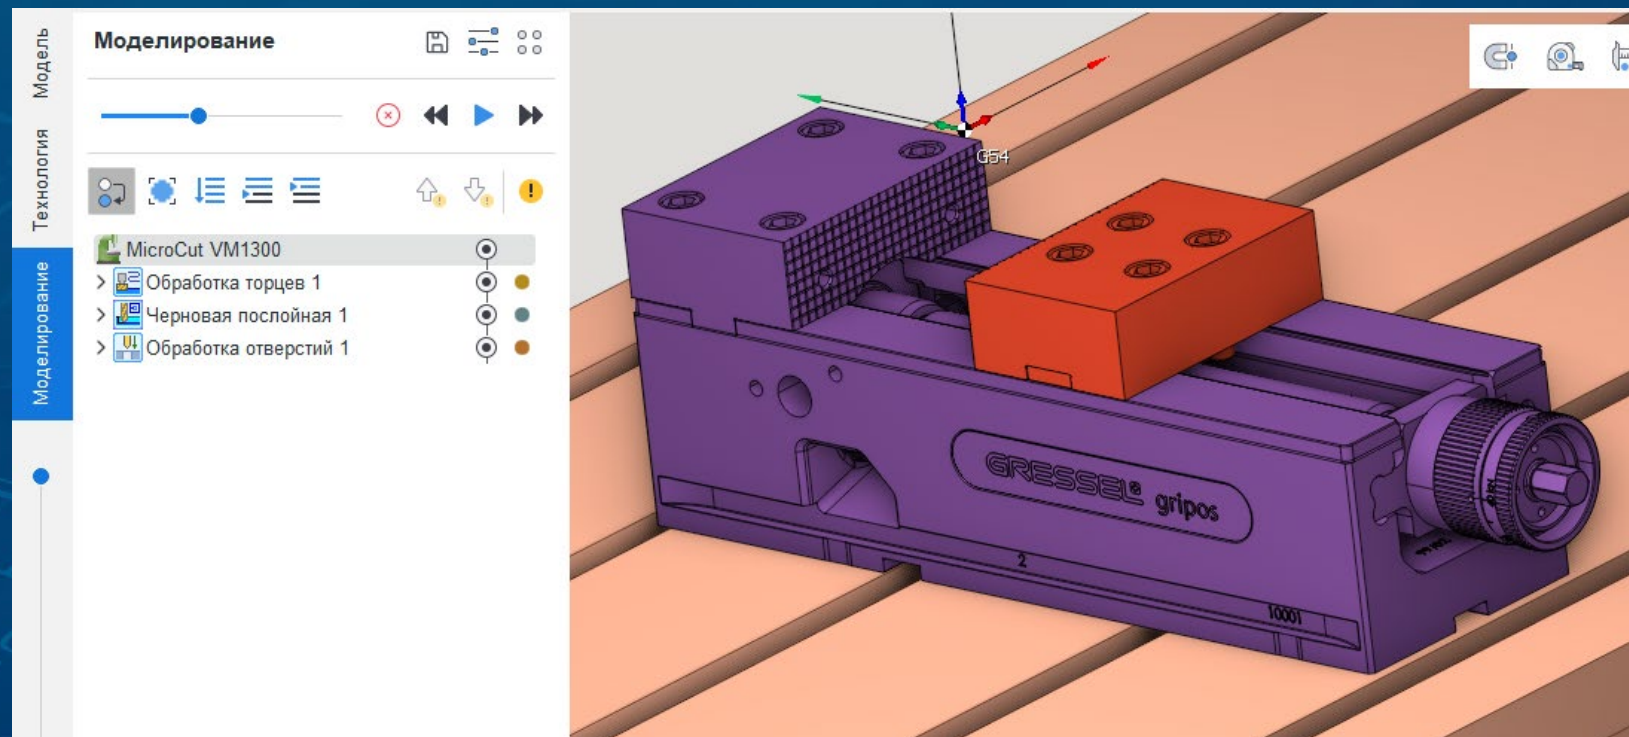 Модель
Технология
Моделирование
Моделирование
MicroCut VM1300
Обработка торцев 1
Черновая послойная 1
Обработка отверстий 1
G54
GRESSEL
gripos
2
10001